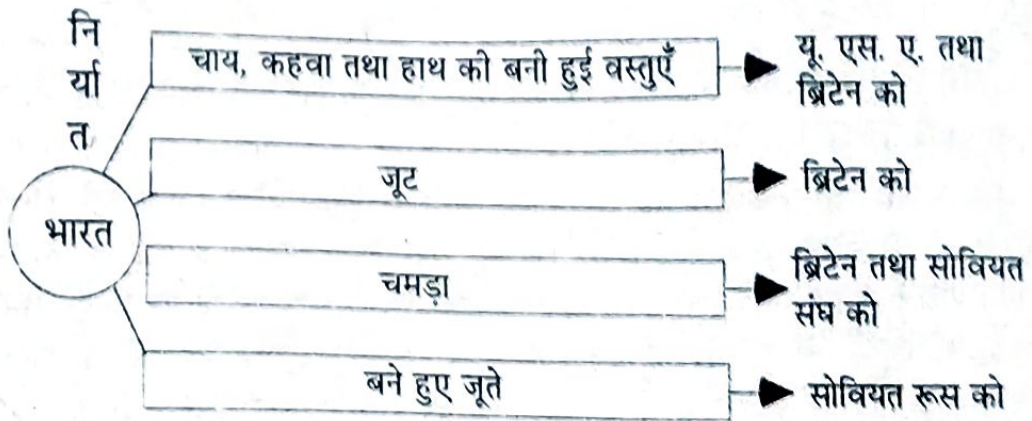 नि
र्या
त
भारत
चाय, कहवा तथा हाथ की बनी हुई वस्तुएँ
यू. एस. ए. तथा
ब्रिटेन को
जूट
ब्रिटेन को
चमड़ा
ब्रिटेन तथा सोवियत
संघ को
बने हुए जूते
सोवियत रूस को